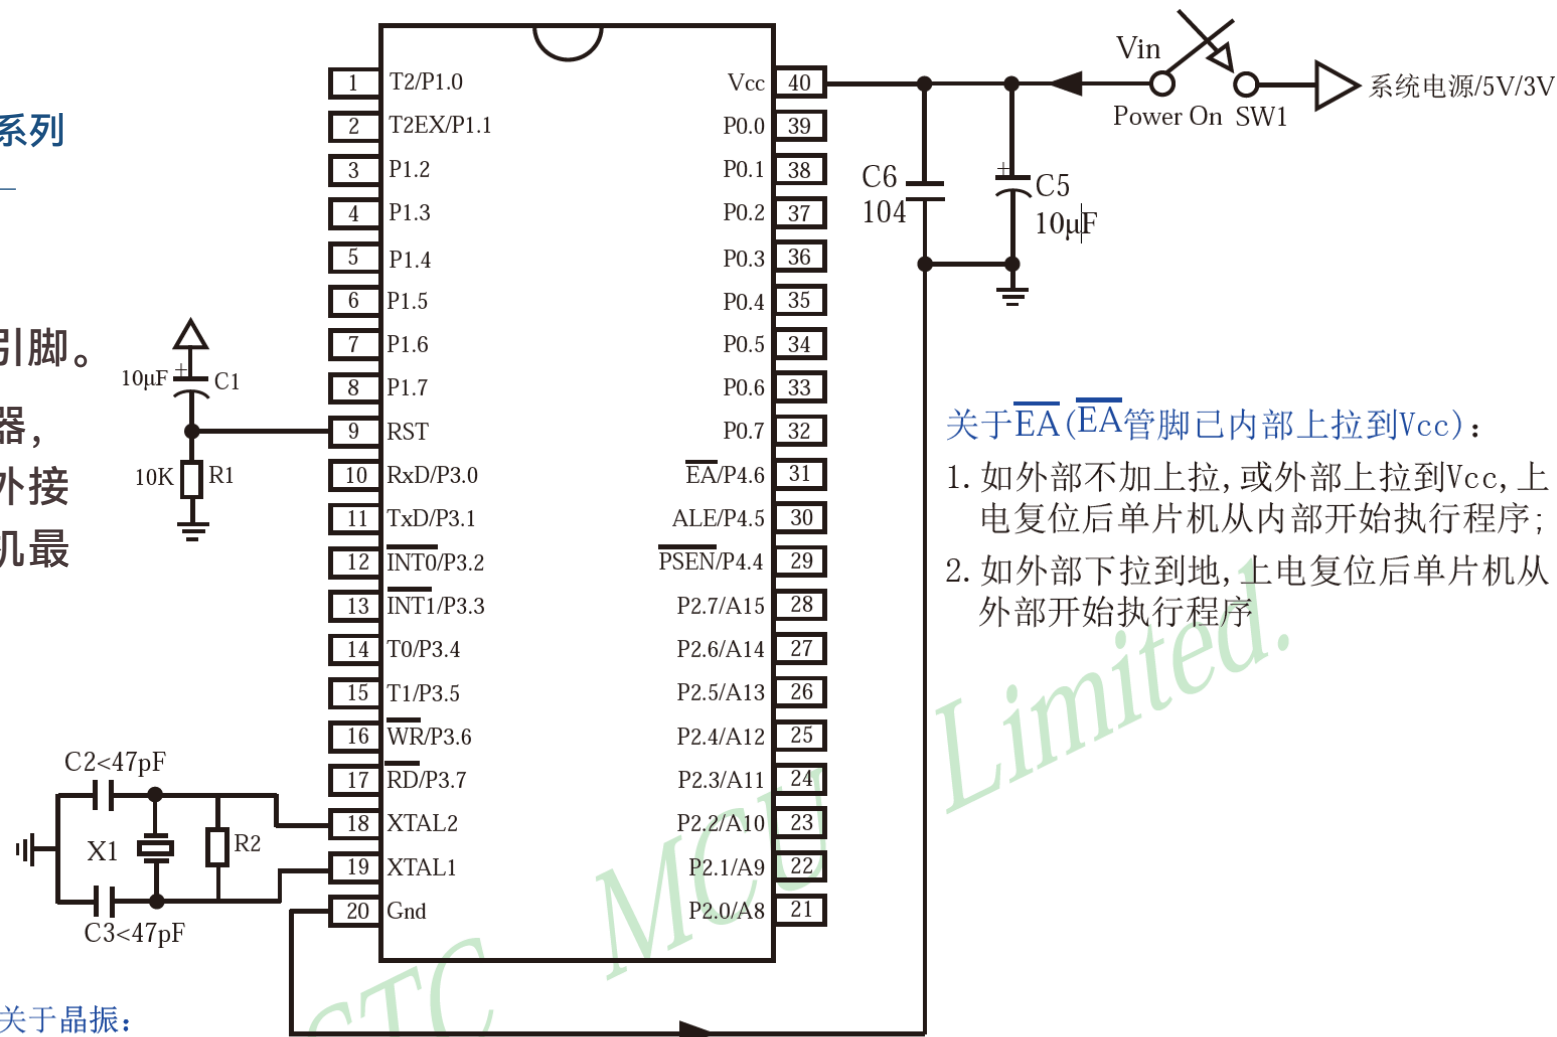 系列
引脚。
器，
外接
机最
10μF + C1
10K R1
C2<47pF
X1
R2
C3<47pF
关于晶振：
1 T2/P1.0
2 T2EX/P1.1
3 P1.2
4 P1.3
5 P1.4
6 P1.5
7 P1.6
8 P1.7
9 RST
10 RxD/P3.0
11 TxD/P3.1
12 INT0/P3.2
13 INT1/P3.3
14 T0/P3.4
15 T1/P3.5
16 WR/P3.6
17 RD/P3.7
18 XTAL2
19 XTAL1
20 Gnd
Vcc 40
P0.0 39
P0.1 38
P0.2 37
P0.3 36
P0.4 35
P0.5 34
P0.6 33
P0.7 32
EA/P4.6 31
ALE/P4.5 30
PSEN/P4.4 29
P2.7/A15 28
P2.6/A14 27
P2.5/A13 26
P2.4/A12 25
P2.3/A11 24
P2.2/A10 23
P2.1/A9 22
P2.0/A8 21
Vin
Power On SW1
系统电源/5V/3V
C6
104
+
C5
10μF
关于EA(EA管脚已内部上拉到Vcc)：
1. 如外部不加上拉,或外部上拉到Vcc,上
电复位后单片机从内部开始执行程序;
2. 如外部下拉到地,上电复位后单片机从
外部开始执行程序
STC MCU Limited.